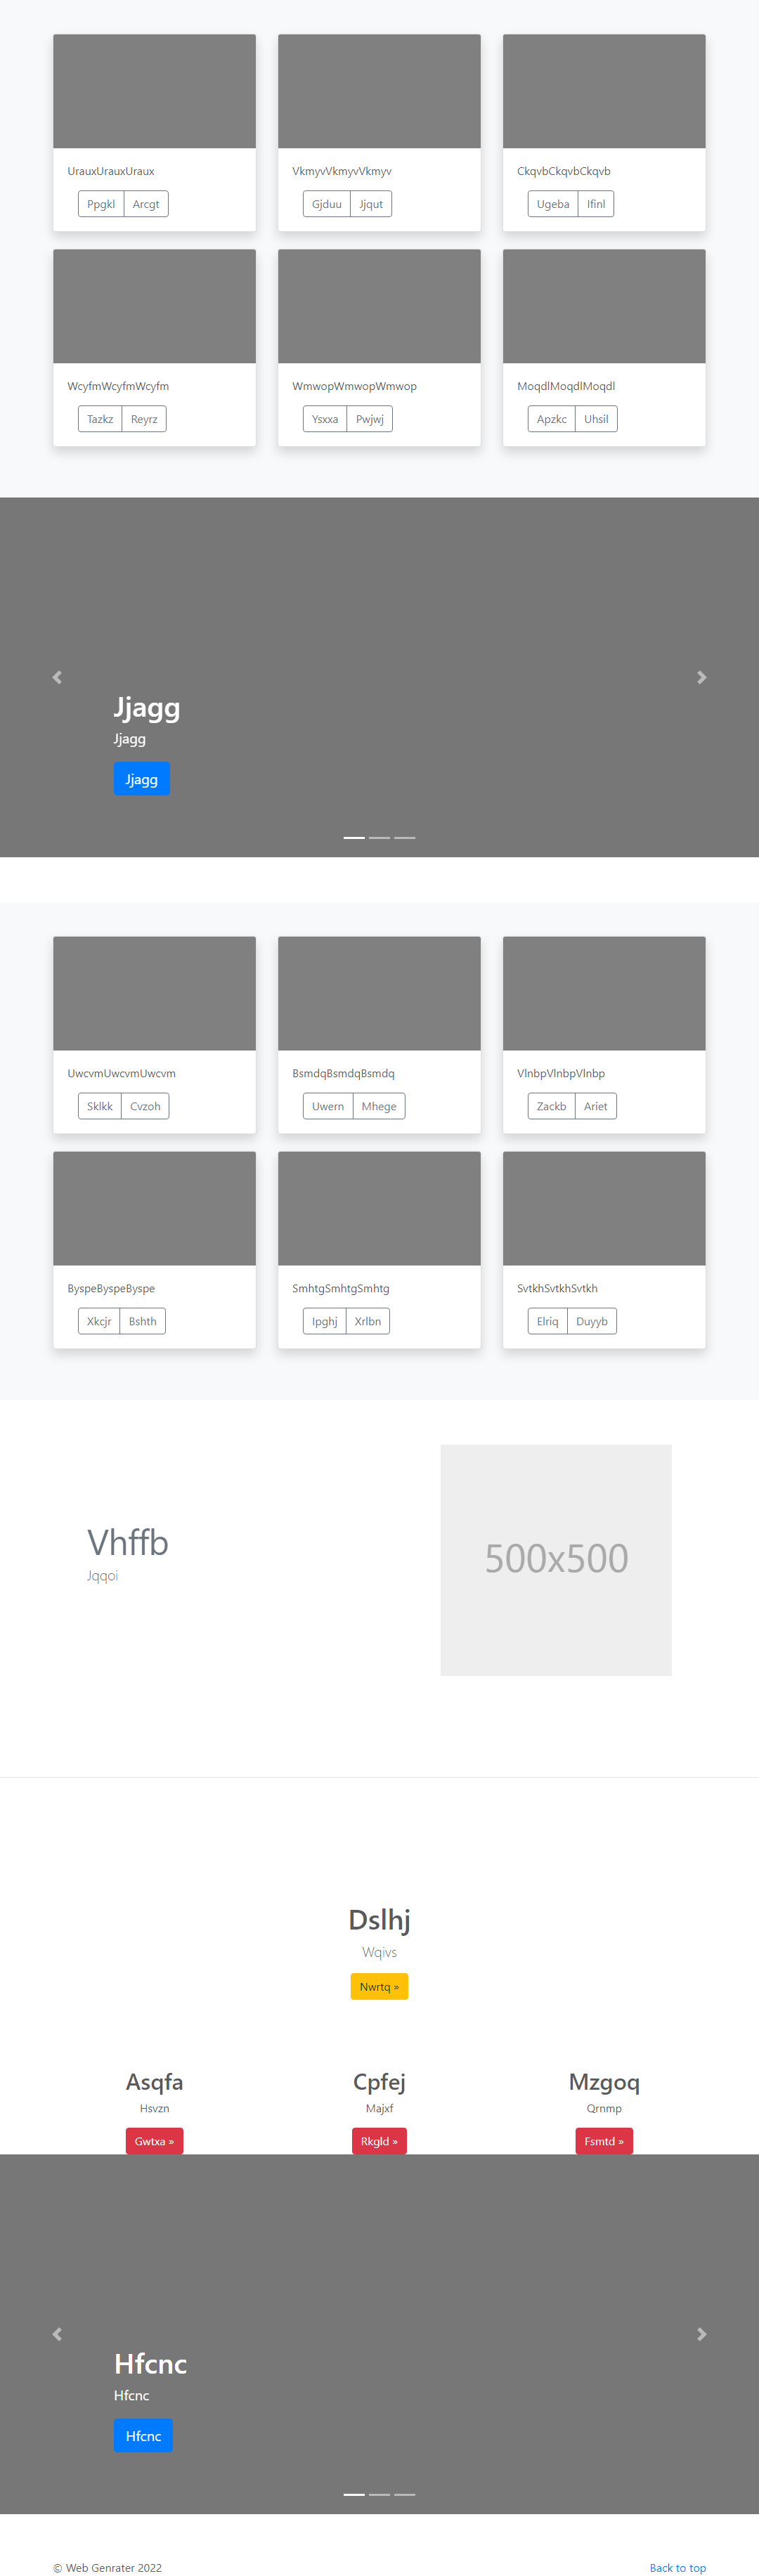 UrauxUrauxUraux
VkmyvVkmyvVkmyv
CkqvbCkqvbCkqvb
Ppgkl Arcgt
Gjduu Jjqut
Ugeba Ifinl
WcyfmWcyfmWcyfm
WmwopWmwopWmwop
MoqdlMoqdlMoqdl
Tazkz Reyrz
Ysxxa Pwjwj
Apzkc Uhsil
Jjagg
Jjagg
Jjagg
UwcvmUwcvmUwcvm
BsmdqBsmdqBsmdq
VlnbpVlnbpVlnbp
Sklkk Cvzoh
Uwern Mhege
Zackb Ariet
ByspeByspeByspe
SmhtgSmhtgSmhtg
SvtkhSvtkhSvtkh
Xkcjr Bshth
Ipghj Xrlbn
Elriq Duyyb
Vhffb
Jqqoi
500x500
Dslhj
Wqivs
Nwrtq »
Asqfa
Cpfej
Mzgoq
Hsvzn
Majxf
Qrnmp
Gwtxa »
Rkgld »
Fsmtd »
Hfcnc
Hfcnc
Hfcnc
© Web Genrater 2022
Back to top